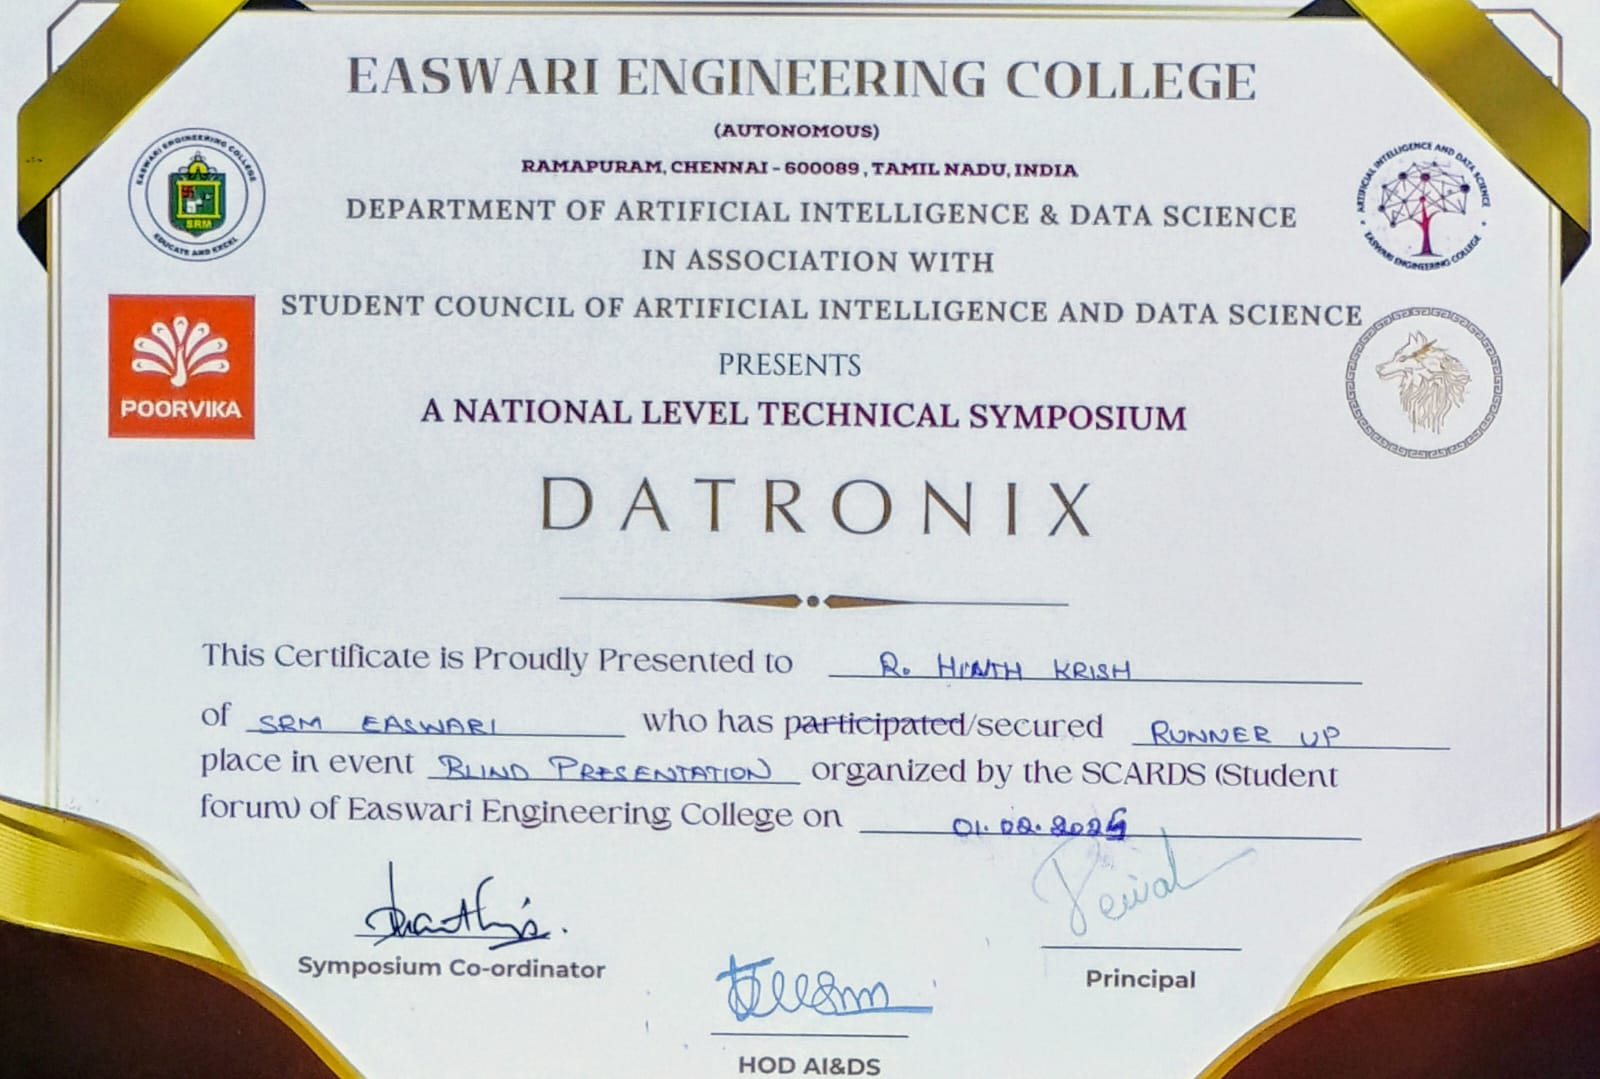 EASWARI ENGINEERING COLLEGE
(AUTONOMOUS)
RAMAPURAM, CHENNAI - 600089 , TAMIL NADU, INDIA
DEPARTMENT OF ARTIFICIAL INTELLIGENCE & DATA SCIENCE
IN ASSOCIATION WITH
STUDENT COUNCIL OF ARTIFICIAL INTELLIGENCE AND DATA SCIENCE
PRESENTS
A NATIONAL LEVEL TECHNICAL SYMPOSIUM
DATRONIX
EASWARI ENGINEERING COLLEGE
SRM
EDUCATE AND EXCEL
POORVIKA
ARTIFICIAL INTELLIGENCE AND DATA SCIENCE
EASWARI ENGINEERING COLLEGE
This Certificate is Proudly Presented to R. KRISH
of SRM EASWARI who has participated/secured RUNNER UP
place in event BLIND PRESENTATION organized by the SCARDS (Student
forum) of Easwari Engineering College on
Symposium Co-ordinator
HOD AI&DS
Principal